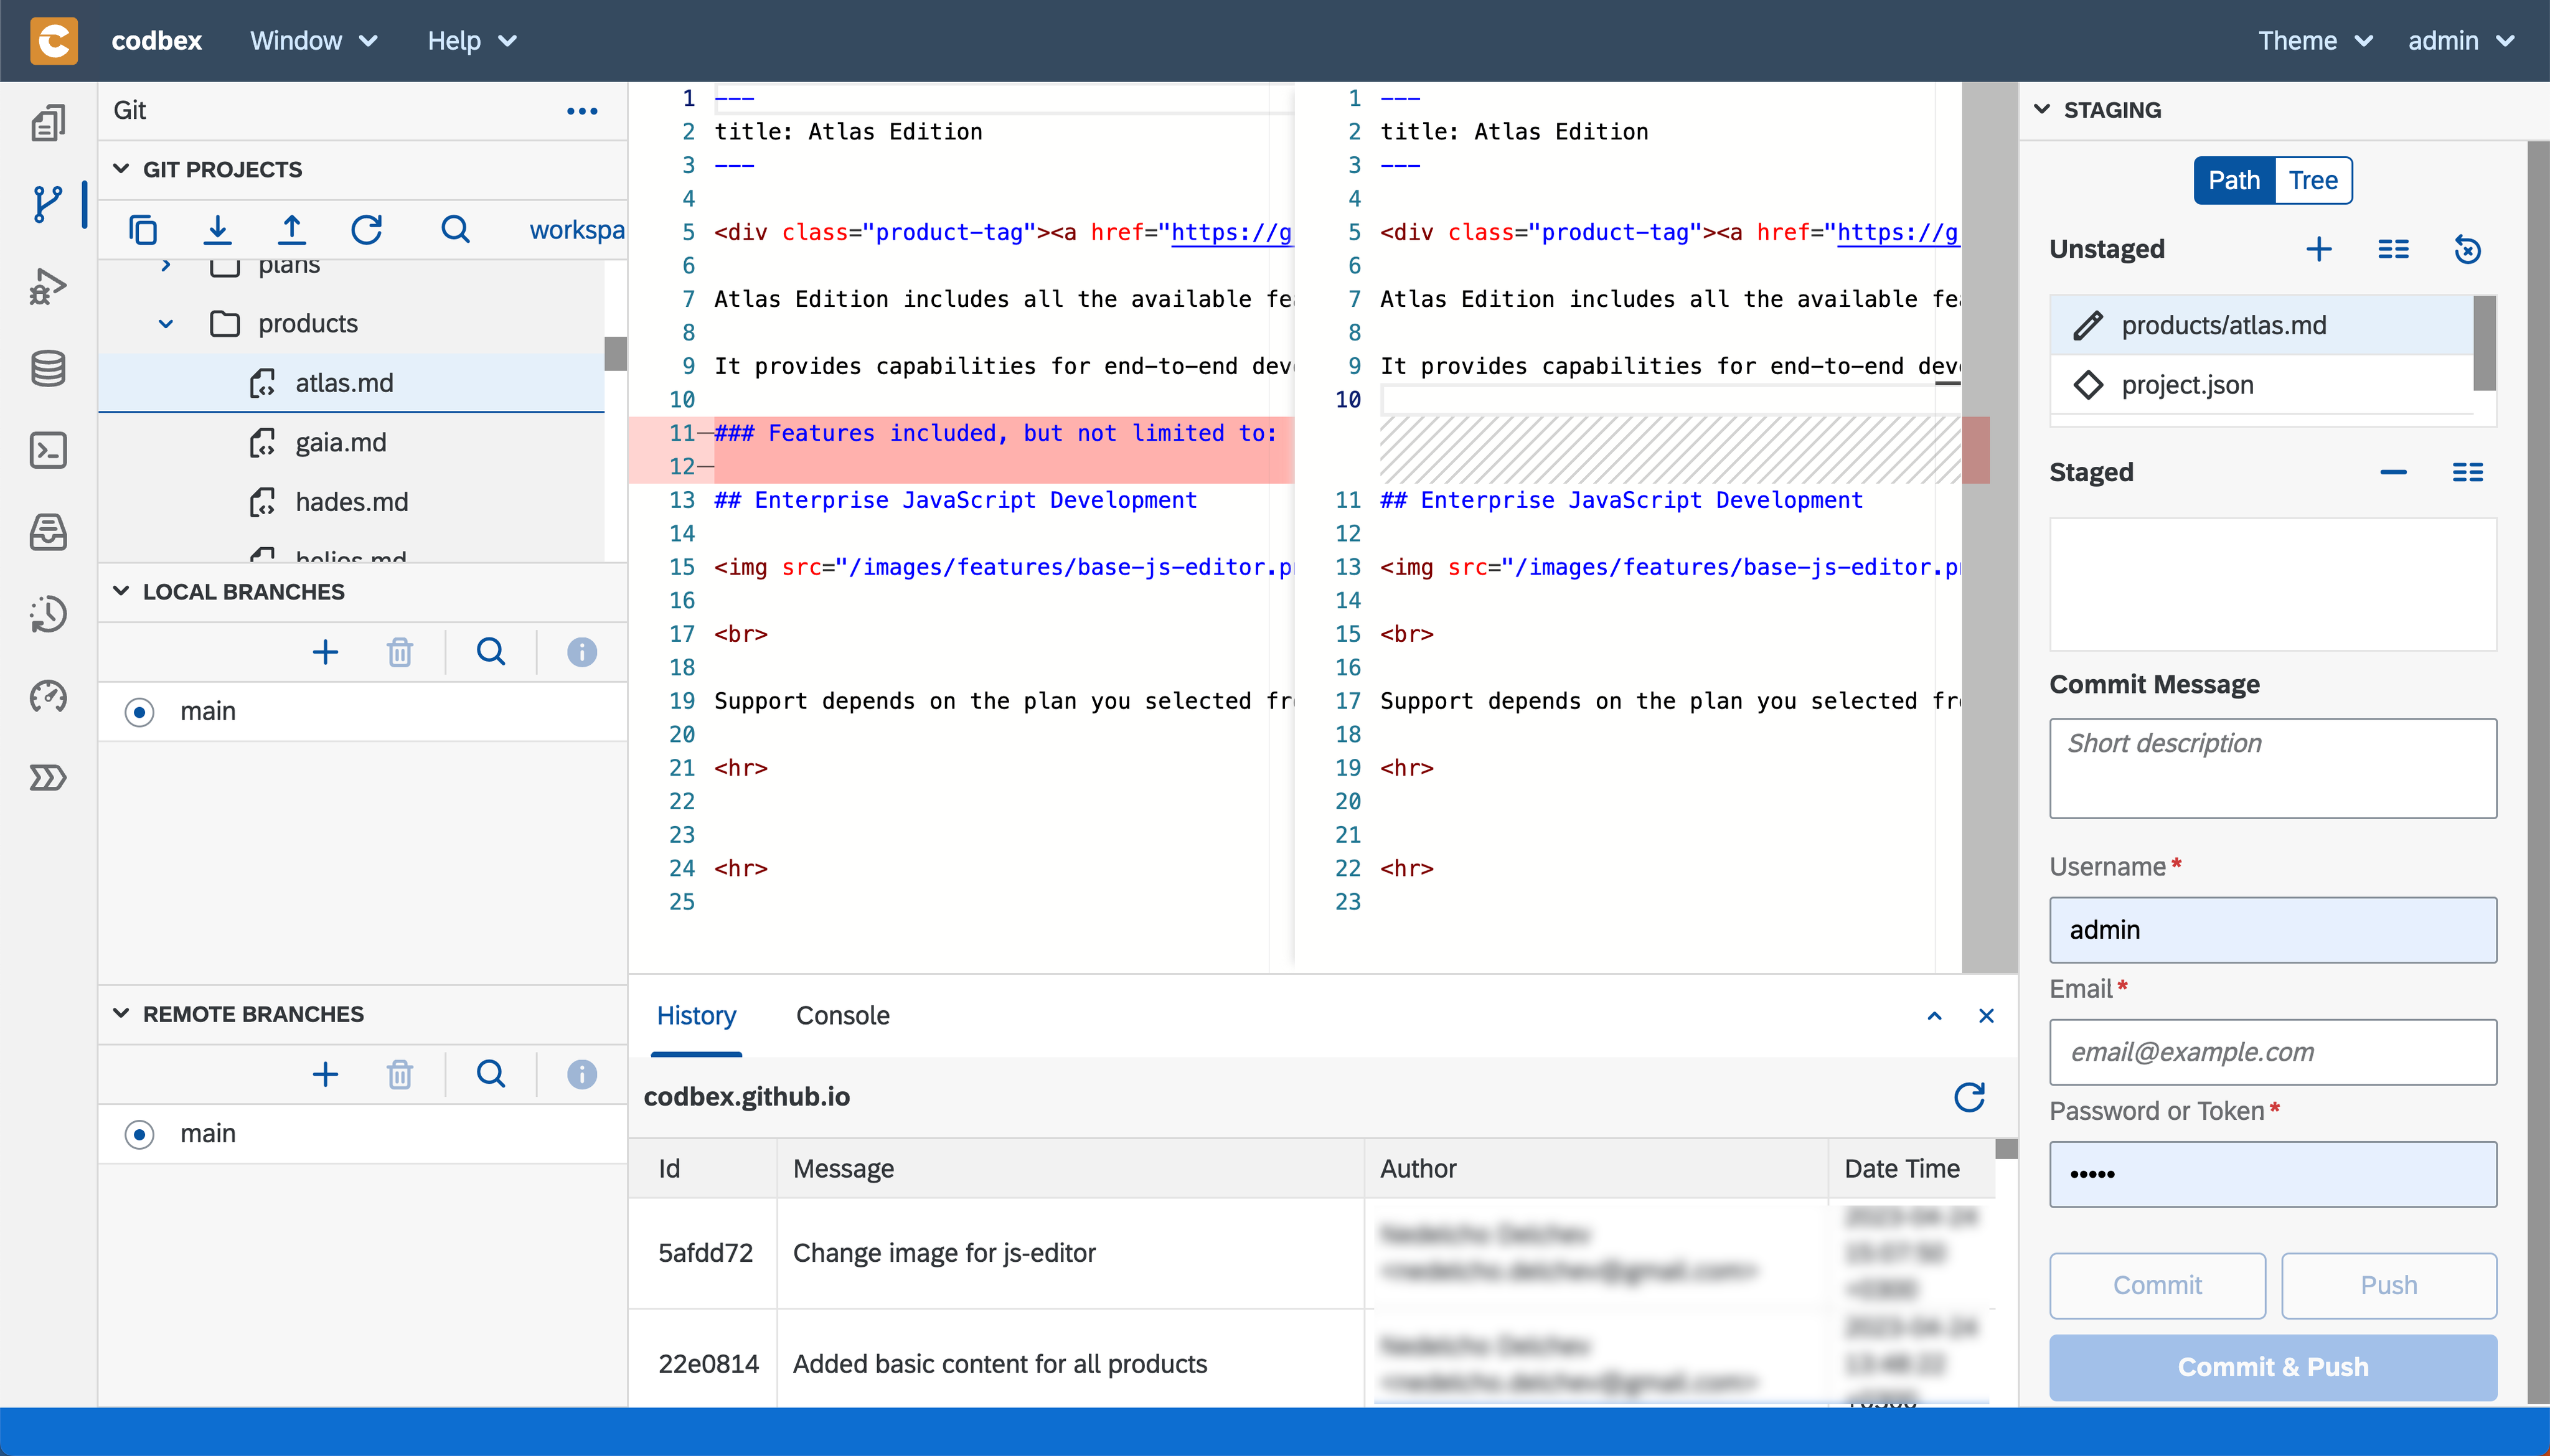 codbex Window Help Theme admin
Git
GIT PROJECTS
workspa
plans
products
atlas.md
gaia.md
hades.md
helios.md
LOCAL BRANCHES
main
REMOTE BRANCHES
main
1 ---
2 title: Atlas Edition
3 ---
4
5 <div class="product-tag"><a href="https://g
6
7 Atlas Edition includes all the available fea
8
9 It provides capabilities for end-to-end deve
10
11 ### Features included, but not limited to:
12
13 ## Enterprise JavaScript Development
14
15 <img src="/images/features/base-js-editor.p
16
17 <br>
18
19 Support depends on the plan you selected fr
20
21 <hr>
22
23
24 <hr>
25
1 ---
2 title: Atlas Edition
3 ---
4
5 <div class="product-tag"><a href="https://g
6
7 Atlas Edition includes all the available fea
8
9 It provides capabilities for end-to-end deve
10
11 ## Enterprise JavaScript Development
12
13 <img src="/images/features/base-js-editor.p
14
15 <br>
16
17 Support depends on the plan you selected fr
18
19 <hr>
20
21
22 <hr>
23
History Console
codbex.github.io
Id Message Author Date Time
5afdd72 Change image for js-editor
22e0814 Added basic content for all products
STAGING
Path Tree
Unstaged
products/atlas.md
project.json
Staged
Commit Message
Short description
Username*
admin
Email*
email@example.com
Password or Token*
•••••
Commit Push
Commit & Push